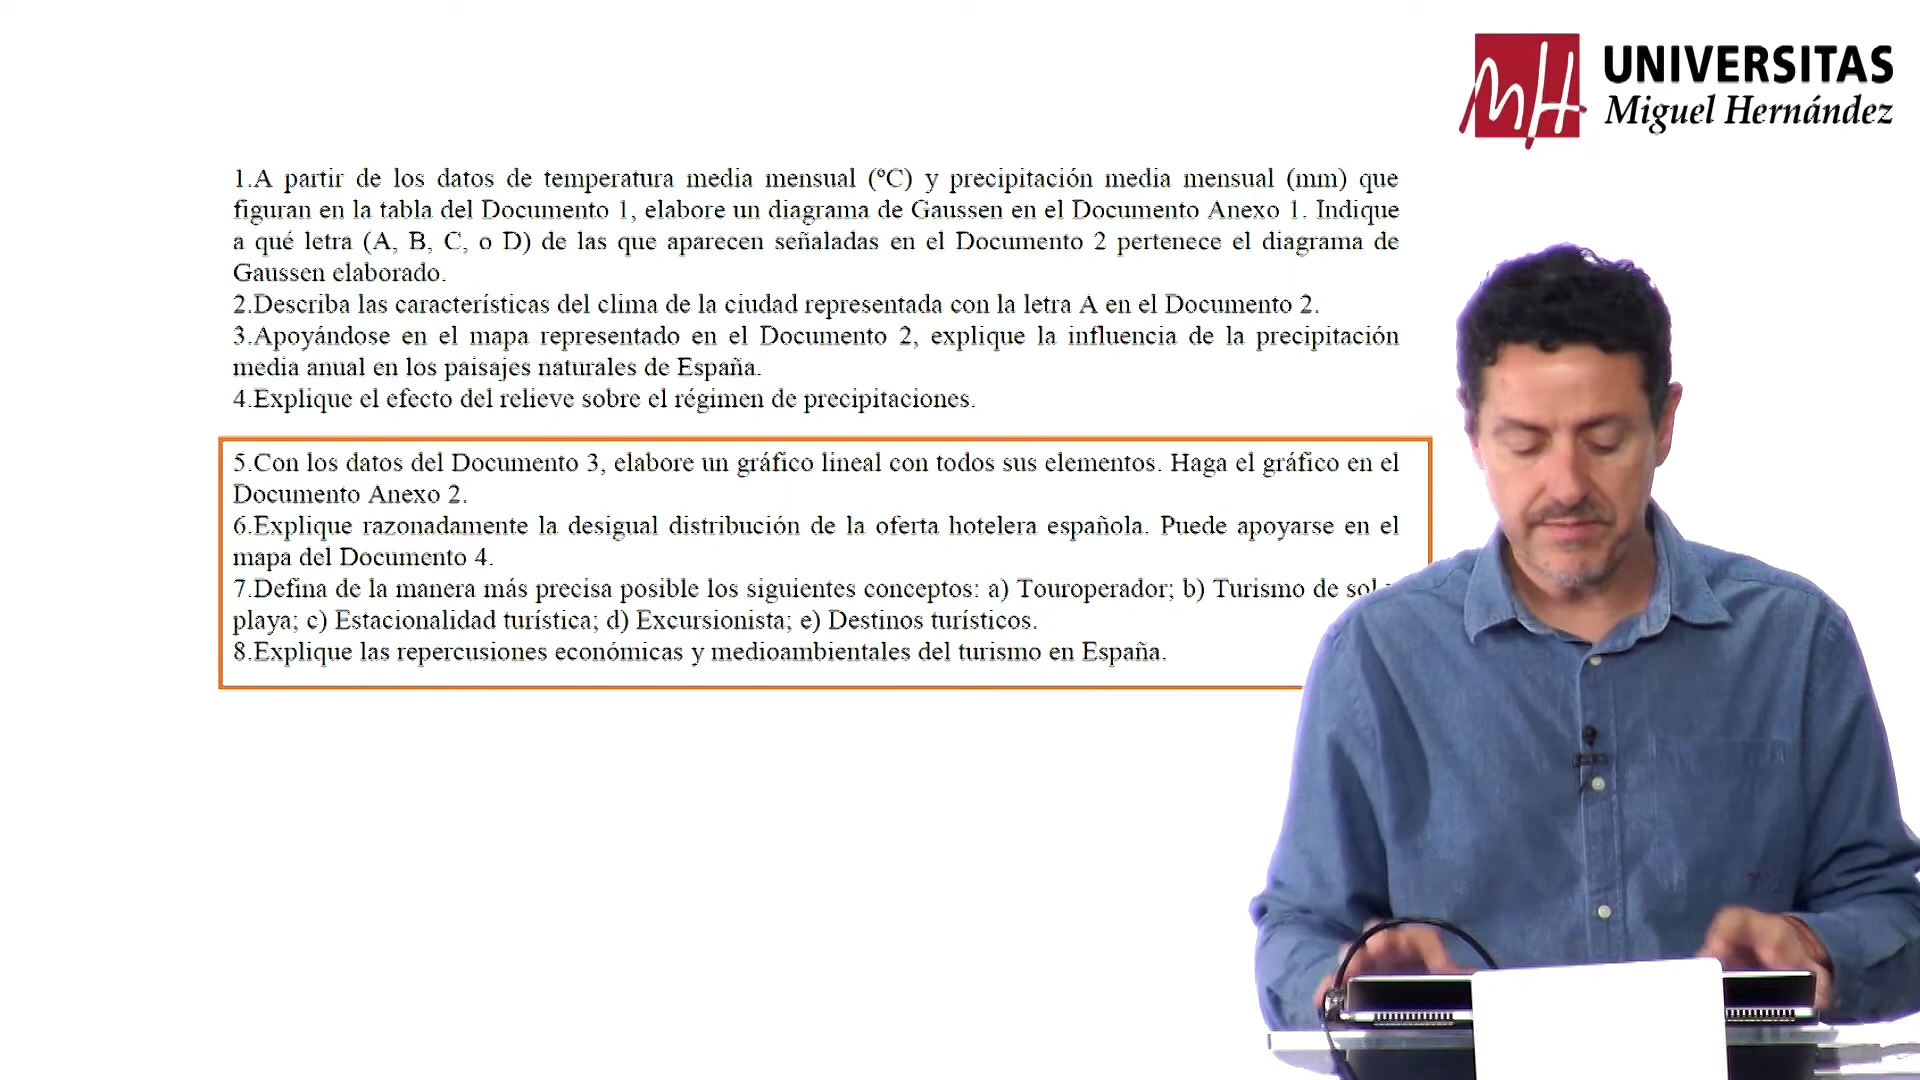 UNIVERSITAS
Miguel Hernández
1.A partir de los datos de temperatura media mensual (ºC) y precipitación media mensual (mm) que
figuran en la tabla del Documento 1, elabore un diagrama de Gaussen en el Documento Anexo 1. Indique
a qué letra (A, B, C, o D) de las que aparecen señaladas en el Documento 2 pertenece el diagrama de
Gaussen elaborado.
2.Describa las características del clima de la ciudad representada con la letra A en el Documento 2.
3.Apoyándose en el mapa representado en el Documento 2, explique la influencia de la precipitación
media anual en los paisajes naturales de España.
4.Explique el efecto del relieve sobre el régimen de precipitaciones.
5.Con los datos del Documento 3, elabore un gráfico lineal con todos sus elementos. Haga el gráfico en el
Documento Anexo 2.
6.Explique razonadamente la desigual distribución de la oferta hotelera española. Puede apoyarse en el
mapa del Documento 4.
7.Defina de la manera más precisa posible los siguientes conceptos: a) Touroperador; b) Turismo de sol
playa; c) Estacionalidad turística; d) Excursionista; e) Destinos turísticos.
8.Explique las repercusiones económicas y medioambientales del turismo en España.